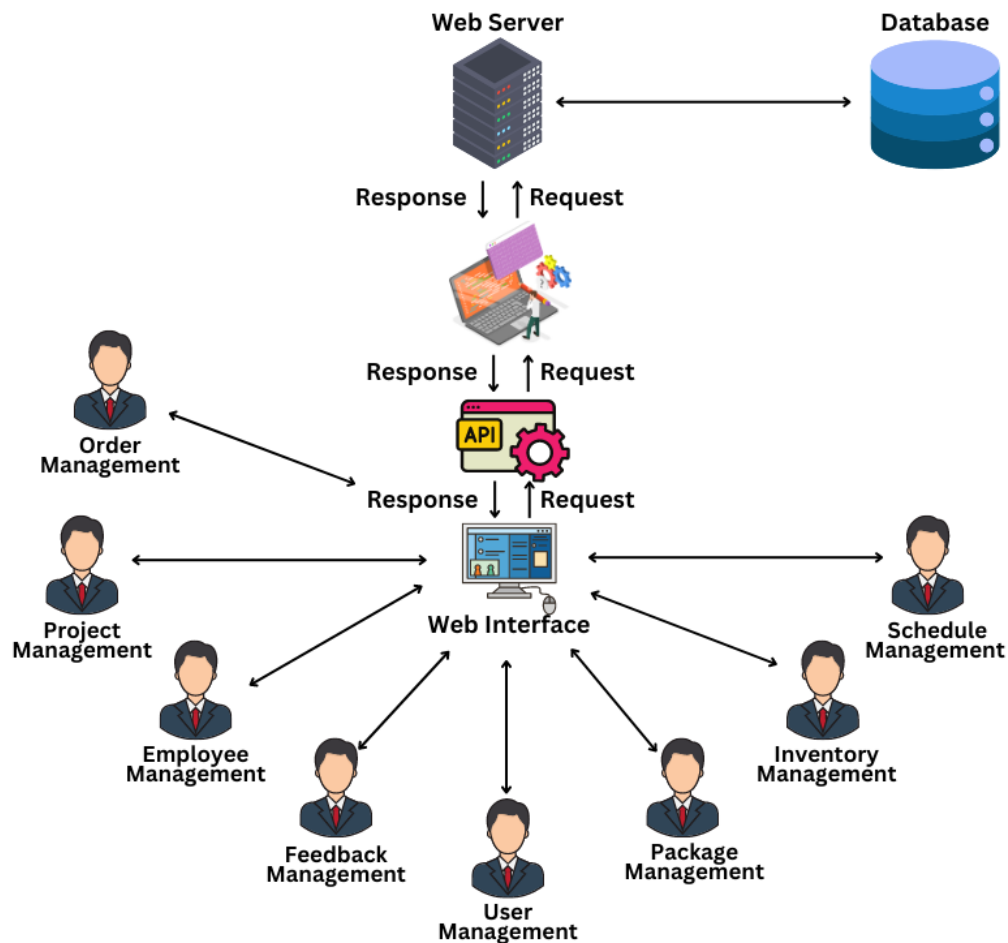 Web Server
Database
Response
Request
Response
Request
API
Response
Request
Order
Management
Web Interface
Project
Management
Schedule
Management
Employee
Management
Inventory
Management
Feedback
Management
Package
Management
User
Management